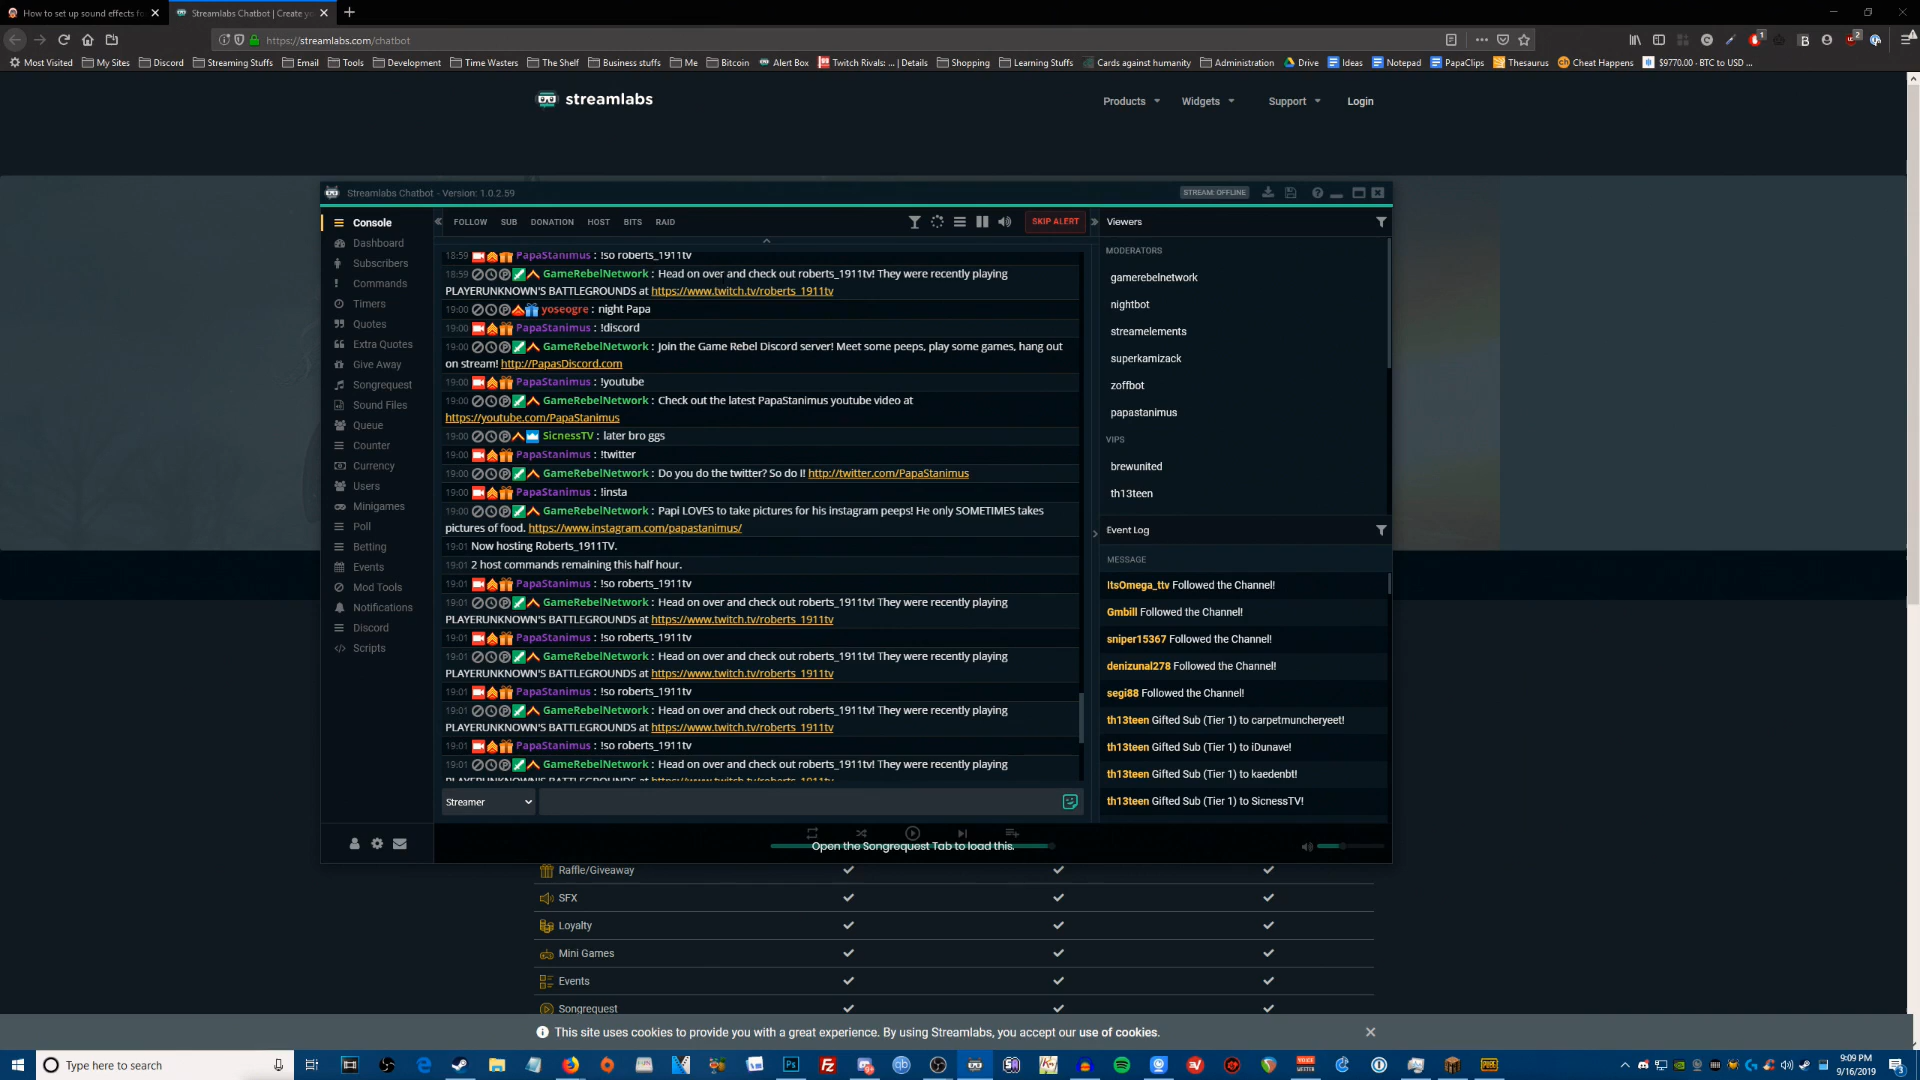 How to set up sound effects fo
Streamlabs Chatbot | Create yo
https://streamlabs.com/chatbot
Most Visited My Sites Discord Streaming Stuffs Email Tools Development Time Wasters The Shelf Business stuffs Me Bitcoin Alert Box Twitch Rivals: ... | Details Shopping Learning Stuffs Cards against humanity Administration Drive Ideas Notepad PapaClips Thesaurus Cheat Happens $9770.00 - BTC to USD ...
streamlabs
Products Widgets Support Login
Streamlabs Chatbot - Version: 1.0.2.59
STREAM: OFFLINE
Console
Dashboard
Subscribers
Commands
Timers
Quotes
Extra Quotes
Give Away
Songrequest
Sound Files
Queue
Counter
Currency
Users
Minigames
Poll
Betting
Events
Mod Tools
Notifications
Discord
Scripts
FOLLOW SUB DONATION HOST BITS RAID
SKIP ALERT
18:59 PapaStanimus : !so roberts_1911tv
18:59 GameRebelNetwork : Head on over and check out roberts_1911tv! They were recently playing
PLAYERUNKNOWN'S BATTLEGROUNDS at https://www.twitch.tv/roberts_1911tv
19:00 yoseogre : night Papa
19:00 PapaStanimus : !discord
19:00 GameRebelNetwork : Join the Game Rebel Discord server! Meet some peeps, play some games, hang out
on stream! http://PapasDiscord.com
19:00 PapaStanimus : !youtube
19:00 GameRebelNetwork : Check out the latest PapaStanimus youtube video at
https://youtube.com/PapaStanimus
19:00 SicnessTV : later bro ggs
19:00 PapaStanimus : !twitter
19:00 GameRebelNetwork : Do you do the twitter? So do I! http://twitter.com/PapaStanimus
19:00 PapaStanimus : !insta
19:00 GameRebelNetwork : Papi LOVES to take pictures for his instagram peeps! He only SOMETIMES takes
pictures of food. https://www.instagram.com/papastanimus/
19:01 Now hosting Roberts_1911TV.
19:01 2 host commands remaining this half hour.
19:01 PapaStanimus : !so roberts_1911tv
19:01 GameRebelNetwork : Head on over and check out roberts_1911tv! They were recently playing
PLAYERUNKNOWN'S BATTLEGROUNDS at https://www.twitch.tv/roberts_1911tv
19:01 PapaStanimus : !so roberts_1911tv
19:01 GameRebelNetwork : Head on over and check out roberts_1911tv! They were recently playing
PLAYERUNKNOWN'S BATTLEGROUNDS at https://www.twitch.tv/roberts_1911tv
19:01 PapaStanimus : !so roberts_1911tv
19:01 GameRebelNetwork : Head on over and check out roberts_1911tv! They were recently playing
PLAYERUNKNOWN'S BATTLEGROUNDS at https://www.twitch.tv/roberts_1911tv
19:01 PapaStanimus : !so roberts_1911tv
19:01 GameRebelNetwork : Head on over and check out roberts_1911tv! They were recently playing
PLAYERUNKNOWN'S BATTLEGROUNDS at https://www.twitch.tv/roberts_1911tv
Streamer
Viewers
MODERATORS
gamerebelnetwork
nightbot
streamelements
superkamizack
zoffbot
papastanimus
VIPS
brewunited
th13teen
Event Log
MESSAGE
ItsOmega_ttv Followed the Channel!
Gmbill Followed the Channel!
sniper15367 Followed the Channel!
denizunal278 Followed the Channel!
segi88 Followed the Channel!
th13teen Gifted Sub (Tier 1) to carpetmuncheryeet!
th13teen Gifted Sub (Tier 1) to iDunave!
th13teen Gifted Sub (Tier 1) to kaedenbt!
th13teen Gifted Sub (Tier 1) to SicnessTV!
Open the Songrequest Tab to load this.
Raffle/Giveaway
SFX
Loyalty
Mini Games
Events
Songrequest
This site uses cookies to provide you with a great experience. By using Streamlabs, you accept our use of cookies.
Type here to search
9:09 PM
9/16/2019